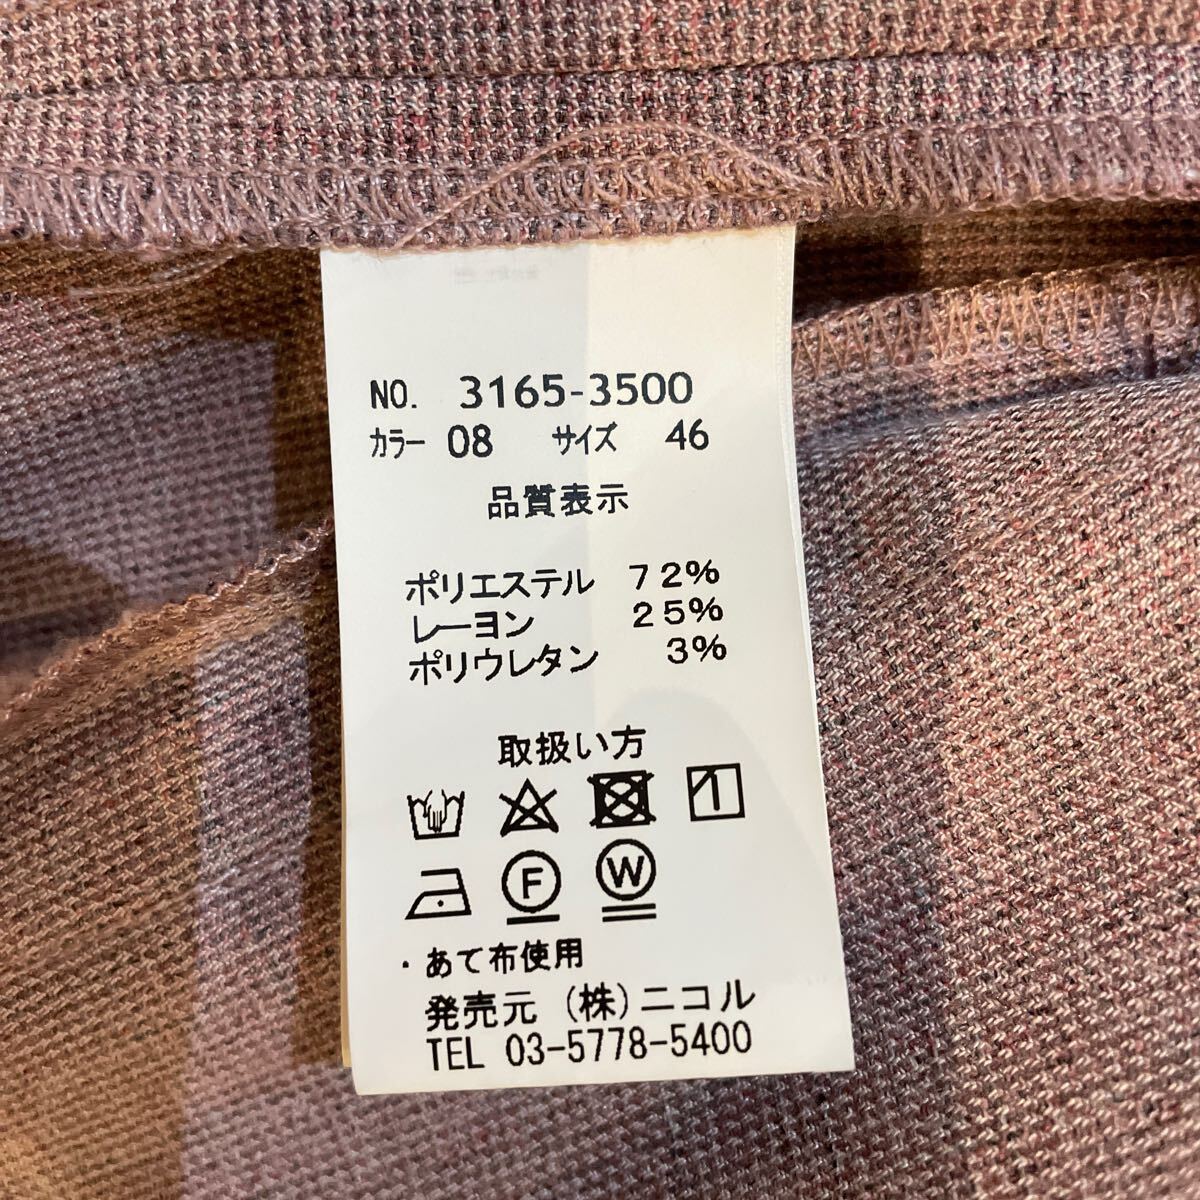 NO. 3165-3500
カラー 08 サイズ 46
品質表示
ポリエステル 72%
レーヨン 25%
ポリウレタン 3%
取扱い方
F W
・あて布使用
発売元 (株)ニコル
TEL 03-5778-5400